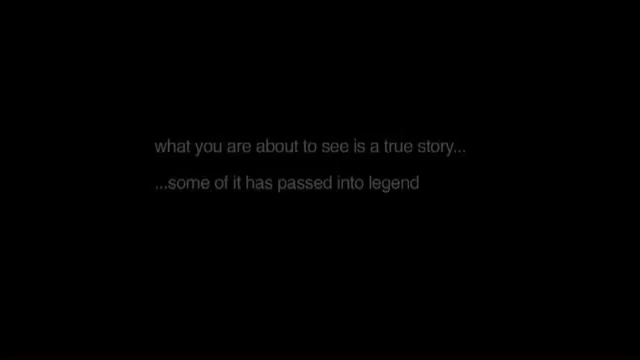 what you are about to see is a true story...
...some of it has passed into legend